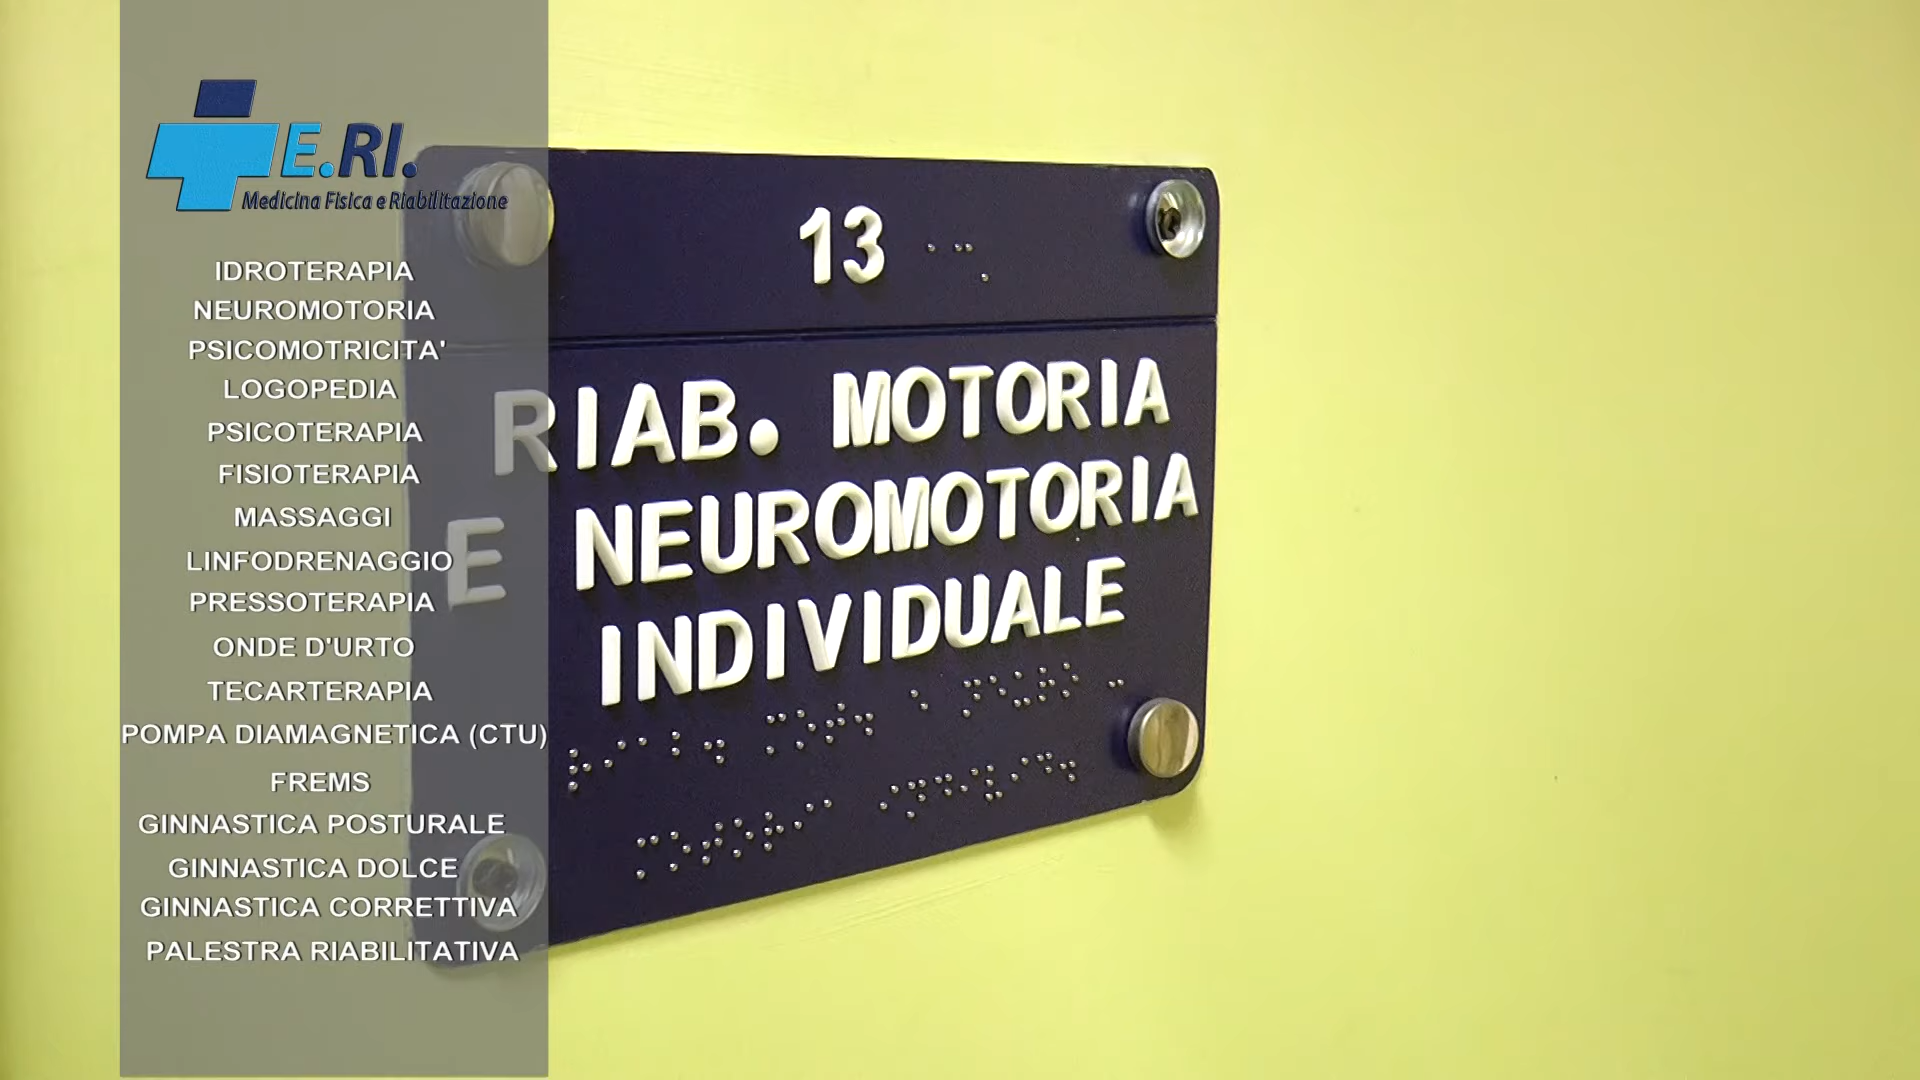 E.RI.
Medicina Fisica e Riabilitazione
IDROTERAPIA
NEUROMOTORIA
PSICOMOTRICITA'
LOGOPEDIA
PSICOTERAPIA
FISIOTERAPIA
MASSAGGI
LINFODRENAGGIO
PRESSOTERAPIA
ONDE D'URTO
TECARTERAPIA
POMPA DIAMAGNETICA (CTU)
FREMS
GINNASTICA POSTURALE
GINNASTICA DOLCE
GINNASTICA CORRETTIVA
PALESTRA RIABILITATIVA
13
RIAB. MOTORIA
E NEUROMOTORIA
INDIVIDUALE